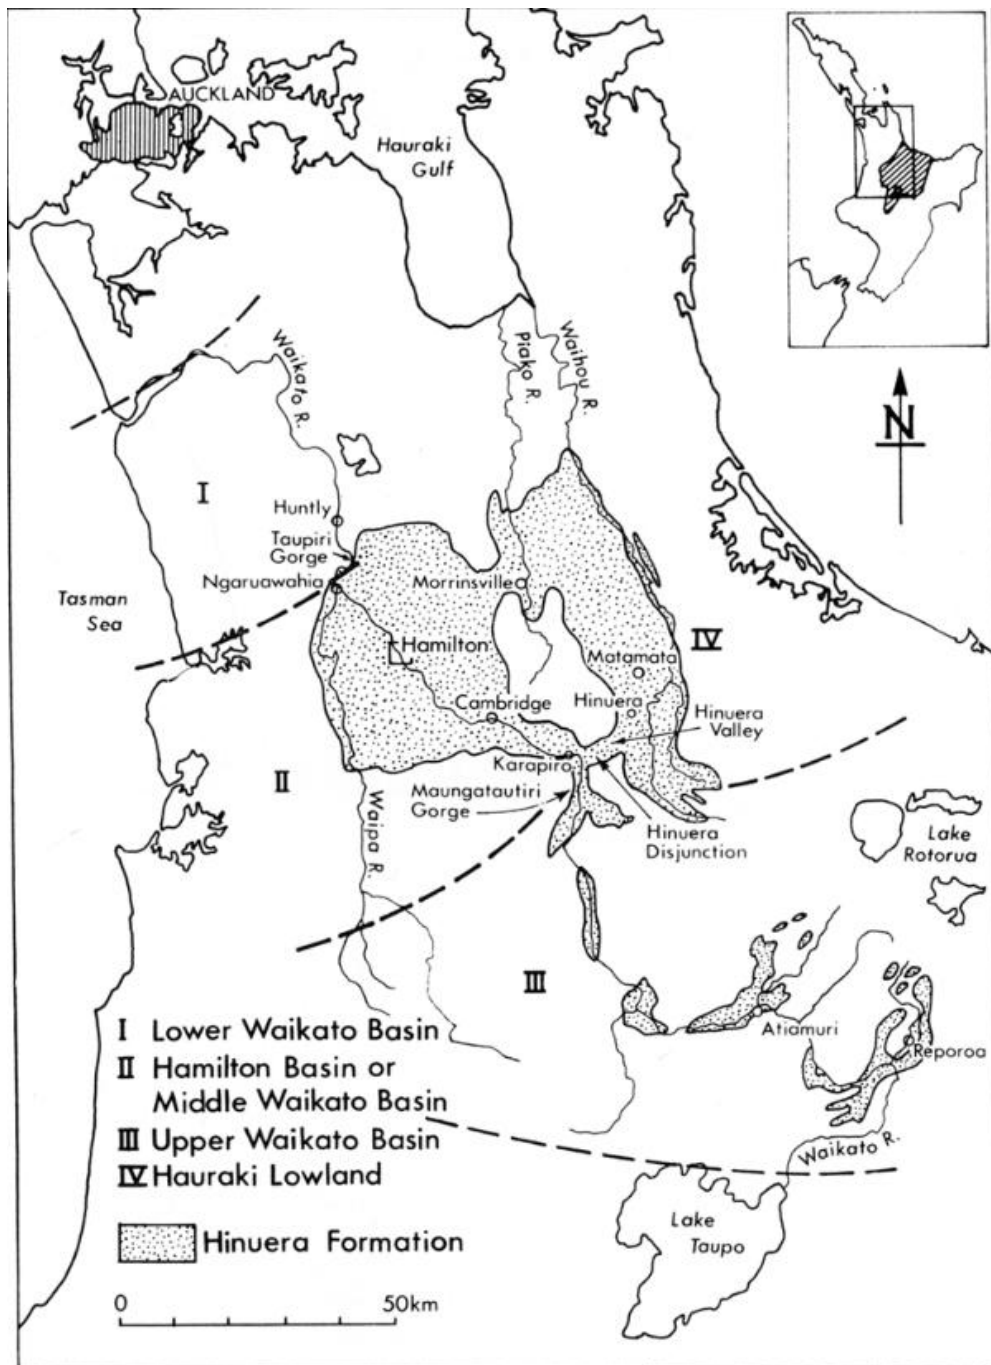 AUCKLAND
Hauraki
Gulf
Waikato R.
Piako R.
Waihou R.
N
I
Huntly
Taupiri
Gorge
Ngaruawahia
Morrinsville
Tasman
Sea
Hamilton
IV
Matamata
Cambridge
Hinuera
Hinuera
Valley
Karapiro
II
Maungatautiri
Gorge
Waipa R.
Hinuera
Disjunction
Lake
Rotorua
III
Atiamuri
Reporoa
I Lower Waikato Basin
II Hamilton Basin or
Middle Waikato Basin
III Upper Waikato Basin
IV Hauraki Lowland
Waikato R.
Hinuera Formation
Lake
Taupo
0 50km